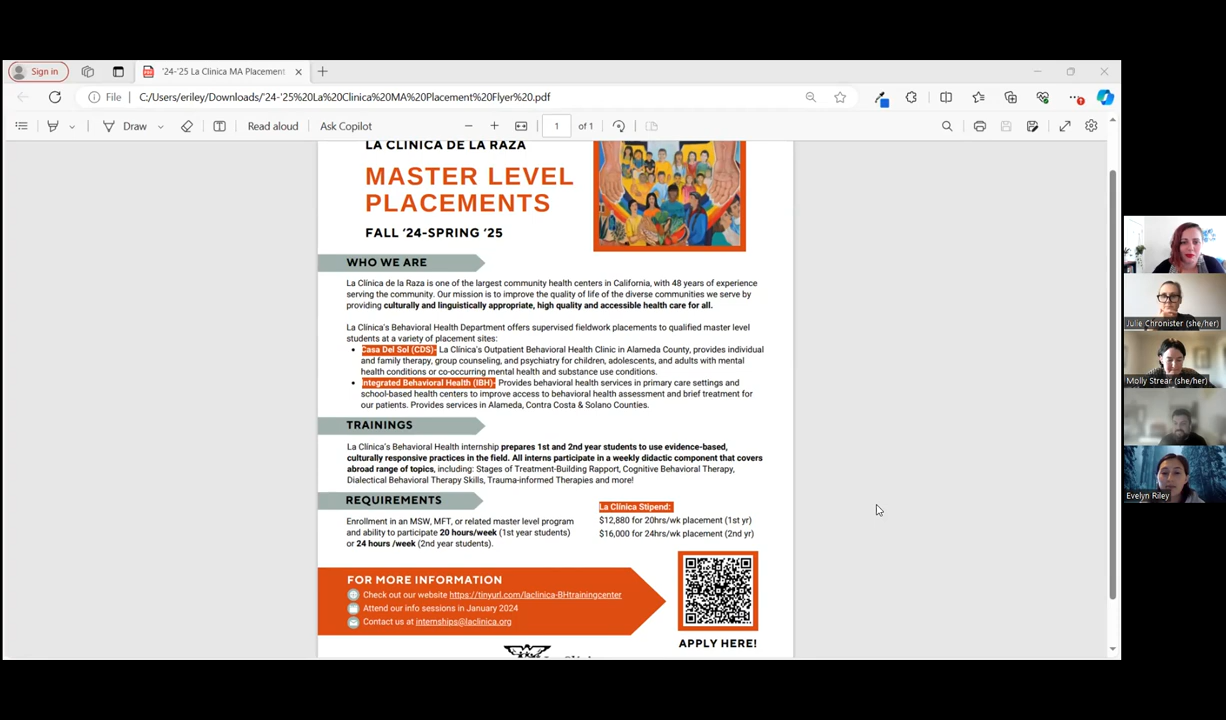 Sign in
'24-'25 La Clinica MA Placement
File
C:/Users/eriley/Downloads/'24-'25%20La%20Clinica%20MA%20Placement%20Flyer%20.pdf
Draw
Read aloud
Ask Copilot
1
of 1
LA CLINICA DE LA RAZA
MASTER LEVEL
PLACEMENTS
FALL '24-SPRING '25
WHO WE ARE
La Clínica de la Raza is one of the largest community health centers in California, with 48 years of experience
serving the community. Our mission is to improve the quality of life of the diverse communities we serve by
providing culturally and linguistically appropriate, high quality and accessible health care for all.
La Clínica's Behavioral Health Department offers supervised fieldwork placements to qualified master level
students at a variety of placement sites:
• Casa Del Sol (CDS)- La Clínica's Outpatient Behavioral Health Clinic in Alameda County, provides individual
and family therapy, group counseling, and psychiatry for children, adolescents, and adults with mental
health conditions or co-occurring mental health and substance use conditions.
• Integrated Behavioral Health (IBH)- Provides behavioral health services in primary care settings and
school-based health centers to improve access to behavioral health assessment and brief treatment for
our patients. Provides services in Alameda, Contra Costa & Solano Counties.
TRAININGS
La Clínica's Behavioral Health internship prepares 1st and 2nd year students to use evidence-based,
culturally responsive practices in the field. All interns participate in a weekly didactic component that covers
abroad range of topics, including: Stages of Treatment-Building Rapport, Cognitive Behavioral Therapy,
Dialectical Behavioral Therapy Skills, Trauma-informed Therapies and more!
REQUIREMENTS
Enrollment in an MSW, MFT, or related master level program
and ability to participate 20 hours/week (1st year students)
or 24 hours /week (2nd year students).
La Clínica Stipend:
$12,880 for 20hrs/wk placement (1st yr)
$16,000 for 24hrs/wk placement (2nd yr)
FOR MORE INFORMATION
Check out our website https://tinyurl.com/laclinica-BHtrainingcenter
Attend our info sessions in January 2024
Contact us at internships@laclinica.org
APPLY HERE!
Julie Chronister (she/her)
Molly Strear (she/her)
Evelyn Riley